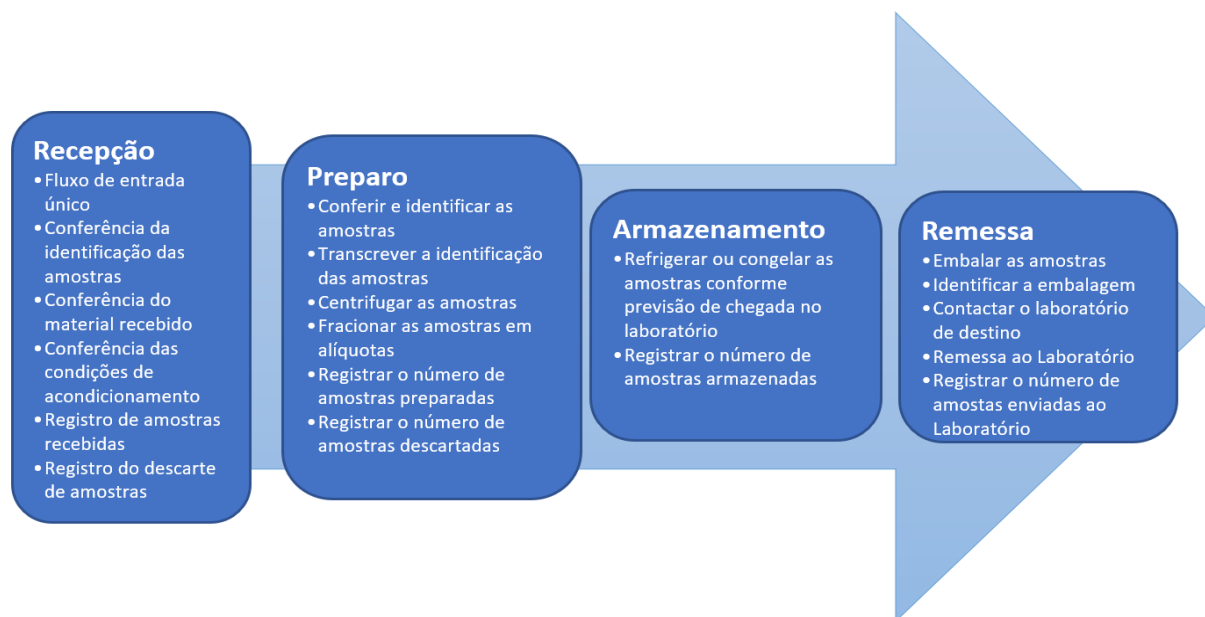 Recepção
•Fluxo de entrada
único
•Conferência da
identificação das
amostras
•Conferência do
material recebido
•Conferência das
condições de
acondicionamento
•Registro de amostras
recebidas
•Registro do descarte
de amostras
Preparo
•Conferir e identificar as
amostras
•Transcrever a identificação
das amostras
•Centrifugar as amostras
•Fracionar as amostras em
alíquotas
•Registrar o número de
amostras preparadas
•Registrar o número de
amostras descartadas
Armazenamento
•Refrigerar ou congelar as
amostras conforme
previsão de chegada no
laboratório
•Registrar o número de
amostras armazenadas
Remessa
•Embalar as amostras
•Identificar a embalagem
•Contactar o laboratório
de destino
•Remessa ao Laboratório
•Registrar o número de
amostas enviadas ao
Laboratório